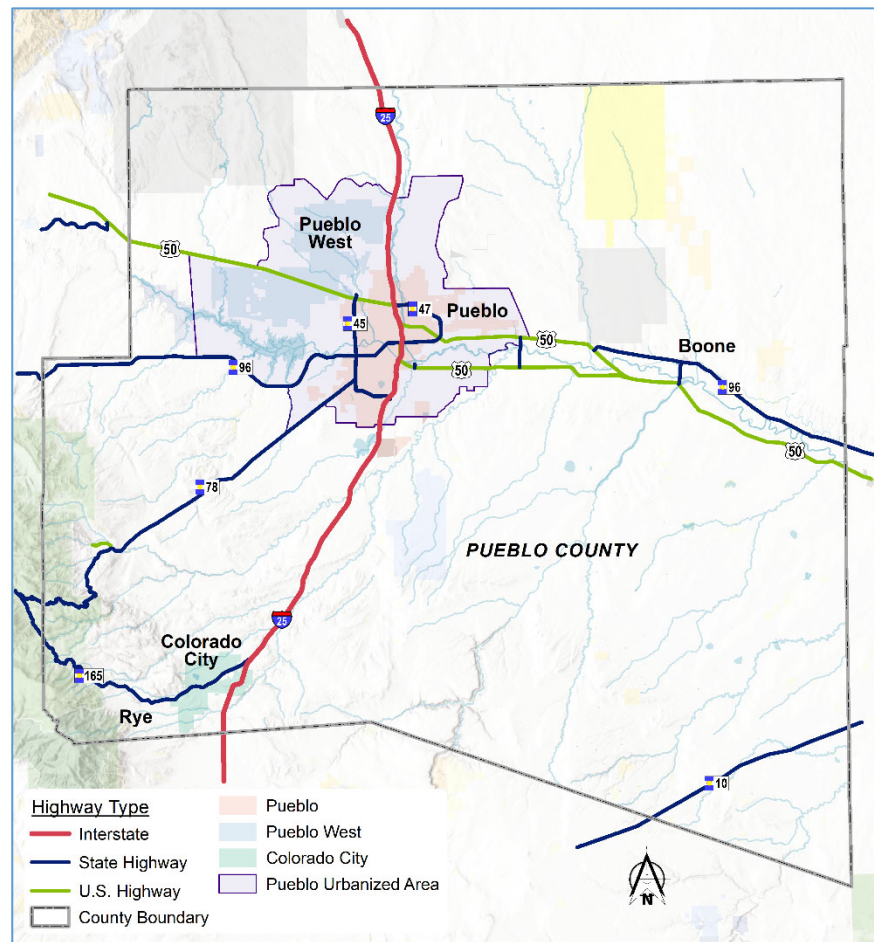 25
Pueblo
West
50
47
Pueblo
45
50
Boone
96
50
96
50
78
PUEBLO COUNTY
25
Colorado
City
165
Rye
10
Highway Type
Interstate
State Highway
U.S. Highway
County Boundary
Pueblo
Pueblo West
Colorado City
Pueblo Urbanized Area
N